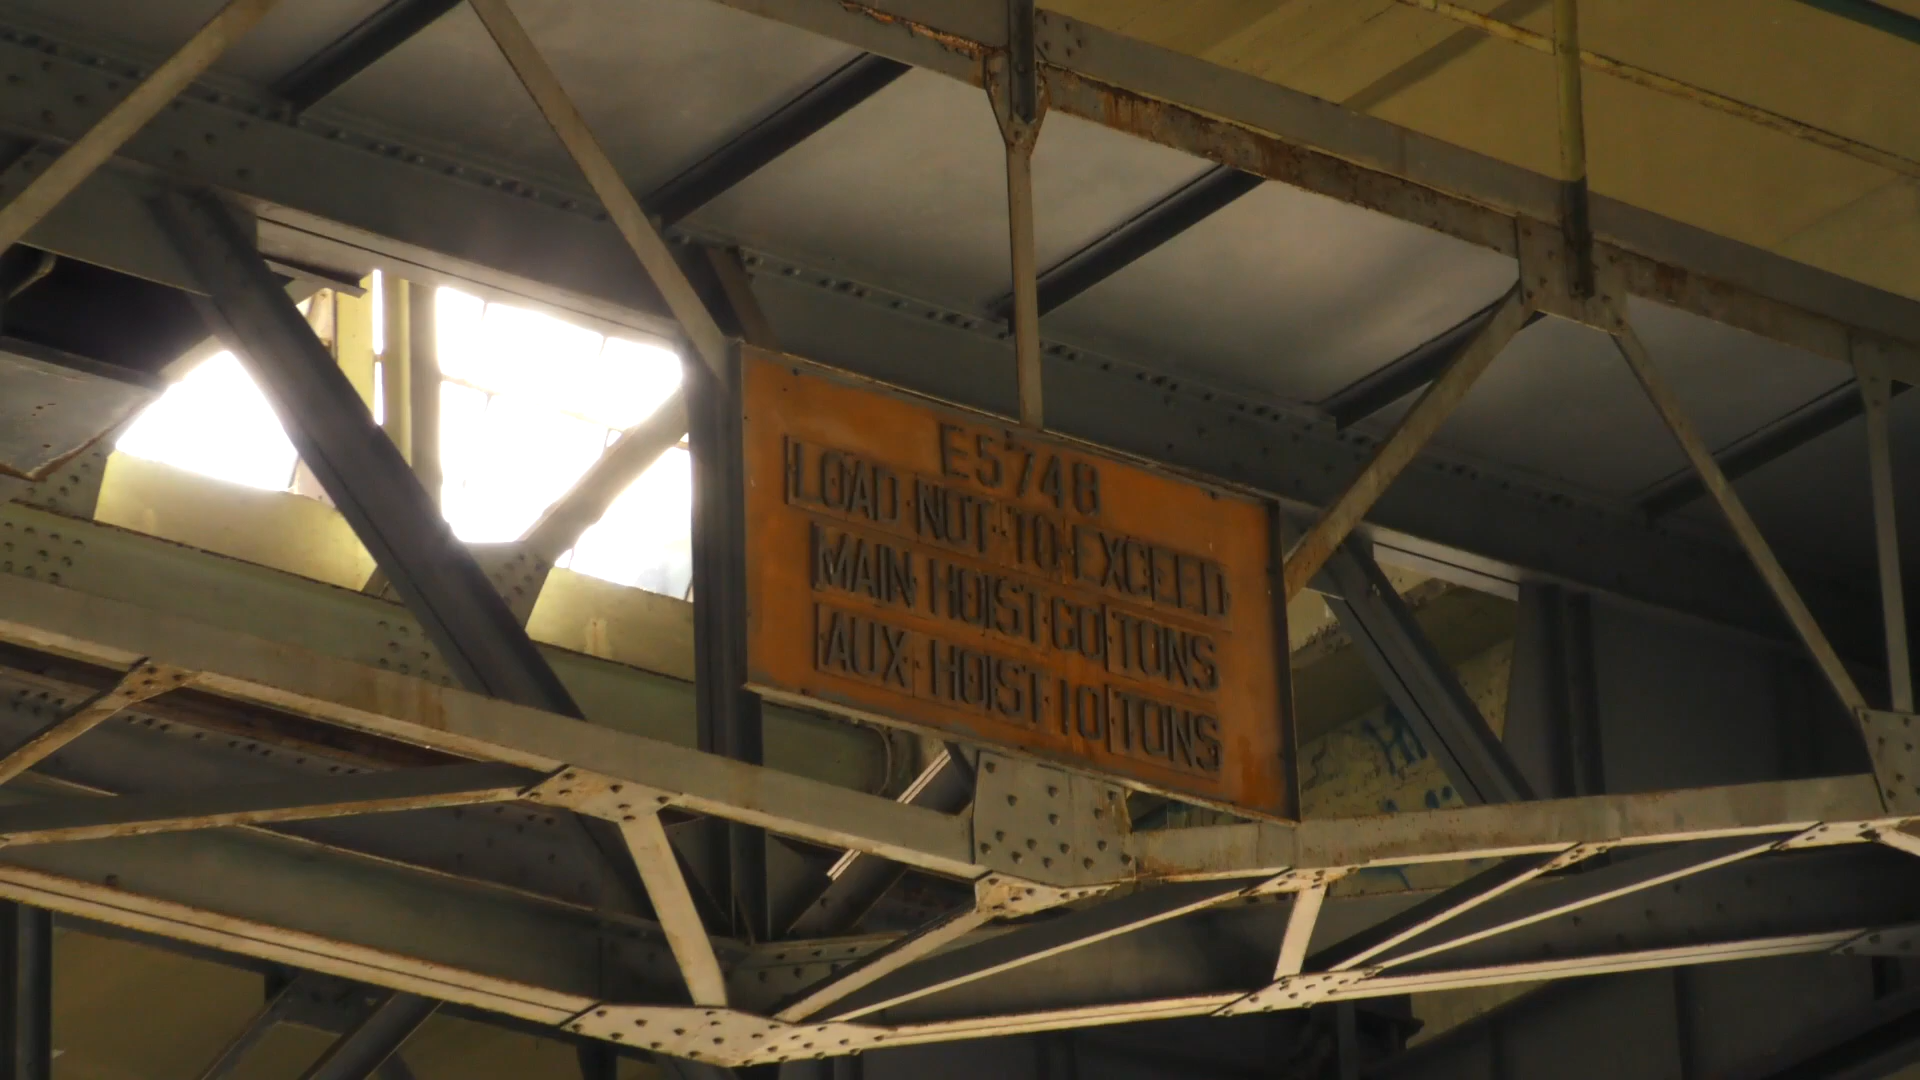 E5748
LOAD NOT TO EXCEED
MAIN HOIST 60 TONS
AUX HOIST 10 TONS